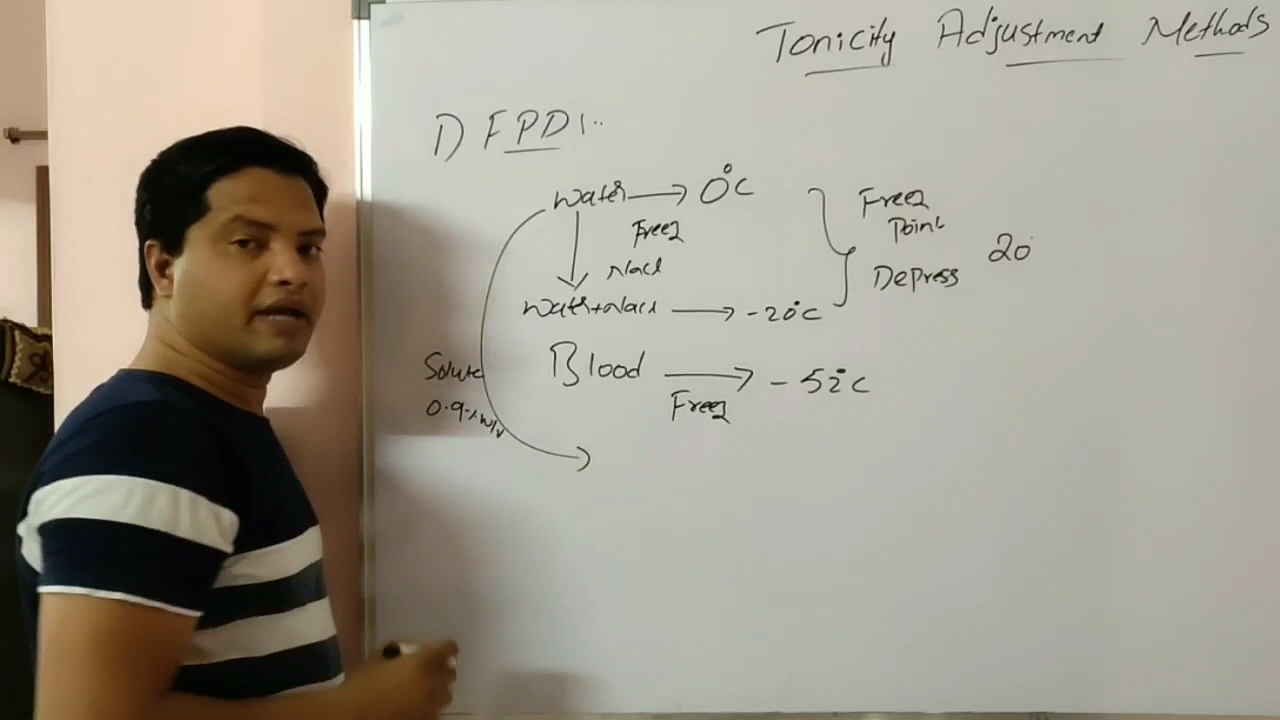 Tonicity Adjustment Methods
1) FPD:-
Water → 0°C
Freez
NaCl
Water+NaCl → -20°C
Freez
Point
Depress
20
Blood → -52°C
Freez
Solute
0.9% w/v